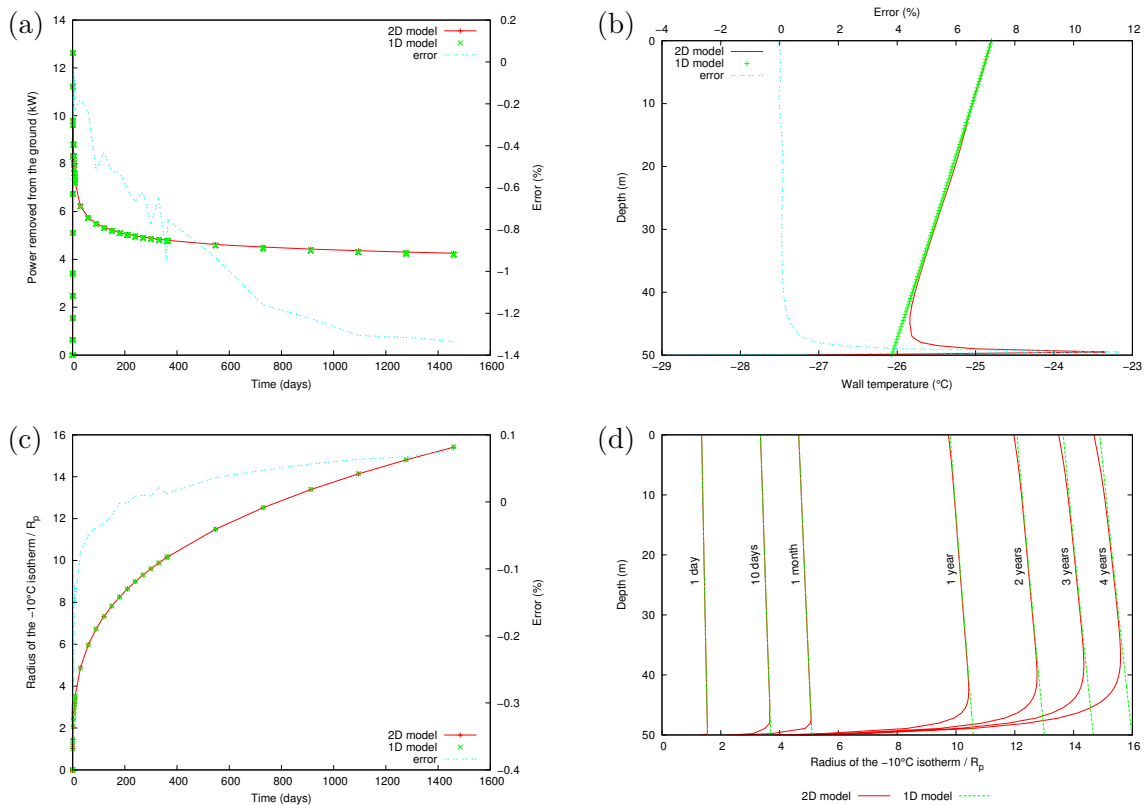 (a)
14
12
10
8
6
4
2
0
0 200 400 600 800 1000 1200 1400 1600
0.2
0
−0.2
−0.4
−0.6
−0.8
−1
−1.2
−1.4
Power removed from the ground (kW)
Time (days)
Error (%)
2D model
1D model
error
(b)
Error (%)
−4 −2 0 2 4 6 8 10 12
0
10
20
30
40
50
Depth (m)
−29 −28 −27 −26 −25 −24 −23
Wall temperature (°C)
2D model
1D model
error
(c)
16
14
12
10
8
6
4
2
0
0 200 400 600 800 1000 1200 1400 1600
0.1
0
−0.1
−0.2
−0.3
−0.4
Radius of the −10°C isotherm / Rp
Time (days)
Error (%)
2D model
1D model
error
(d)
0
10
20
30
40
50
Depth (m)
1 day
10 days
1 month
1 year
2 years
3 years
4 years
0 2 4 6 8 10 12 14 16
Radius of the −10°C isotherm / Rp
2D model 1D model